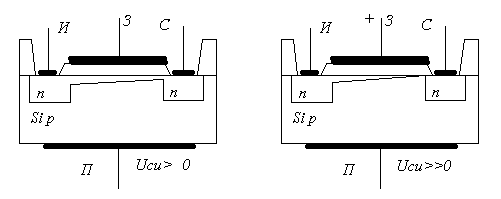 И З С
n n
Si p
П Uси> 0
И + З С
n n
Si p
П Uси>>0